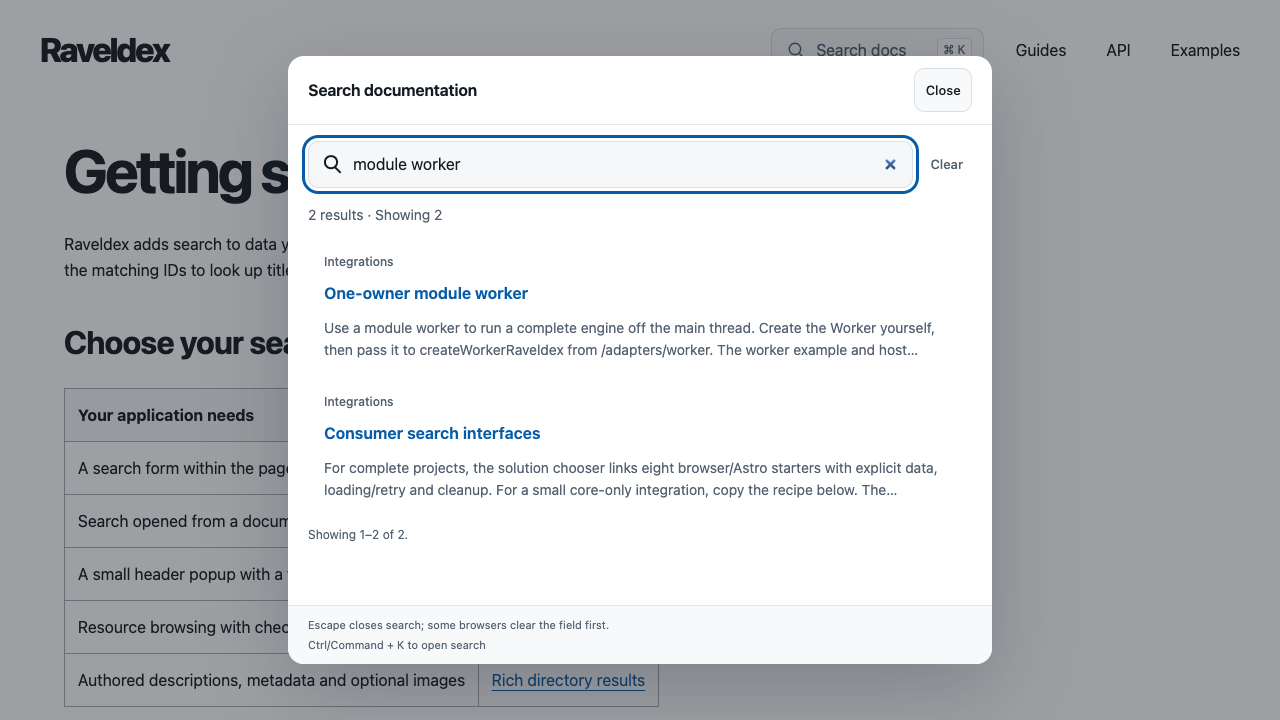 Raveldex
Search docs
⌘ K
Guides
API
Examples
Search documentation
Close
module worker
Clear
2 results · Showing 2
Integrations
One-owner module worker
Use a module worker to run a complete engine off the main thread. Create the Worker yourself,
then pass it to createWorkerRaveldex from /adapters/worker. The worker example and host...
Integrations
Consumer search interfaces
For complete projects, the solution chooser links eight browser/Astro starters with explicit data,
loading/retry and cleanup. For a small core-only integration, copy the recipe below. The...
Showing 1–2 of 2.
Escape closes search; some browsers clear the field first.
Ctrl/Command + K to open search
Getting
Raveldex adds search to data
the matching IDs to look up
Choose your
Your application needs
A search form within the
Search opened from a
A small header popup with a
Resource browsing with
Authored descriptions, metadata and optional images
Rich directory results